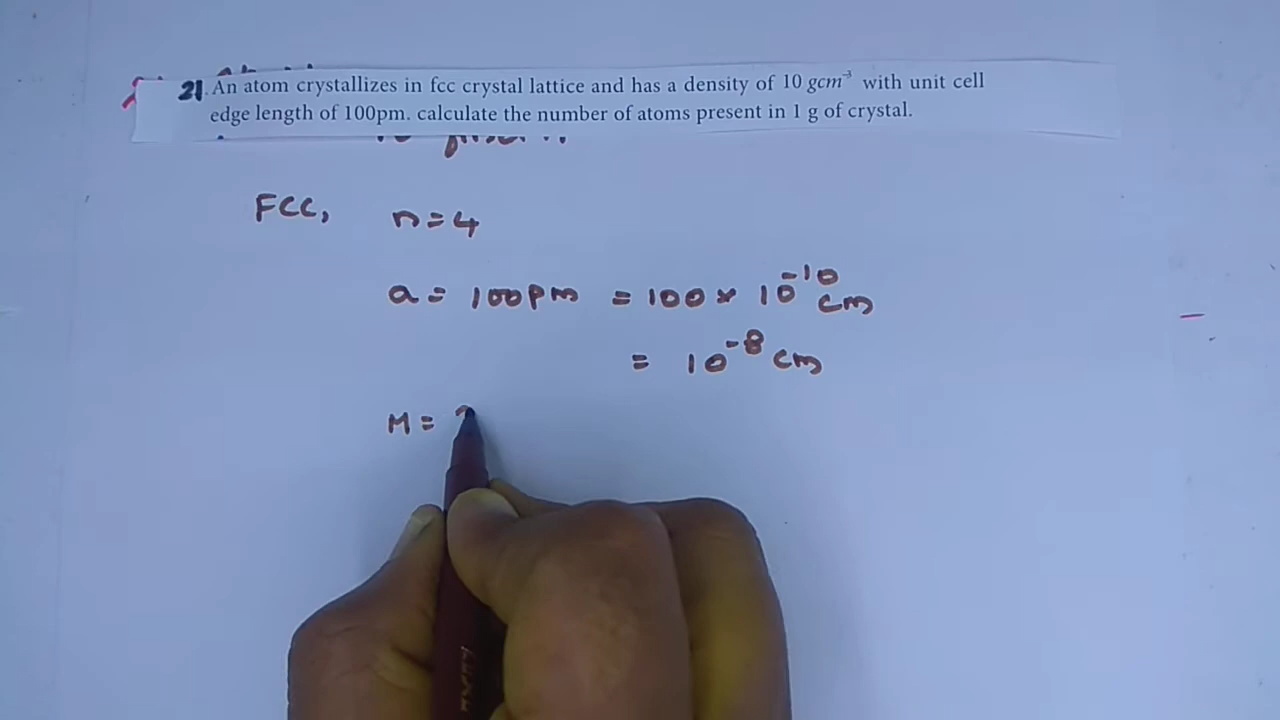 21. An atom crystallizes in fcc crystal lattice and has a density of 10 gcm⁻³ with unit cell
edge length of 100pm. calculate the number of atoms present in 1 g of crystal.
FCC, n = 4
a = 100pm = 100 × 10⁻¹⁰ cm
= 10⁻⁸ cm
M =